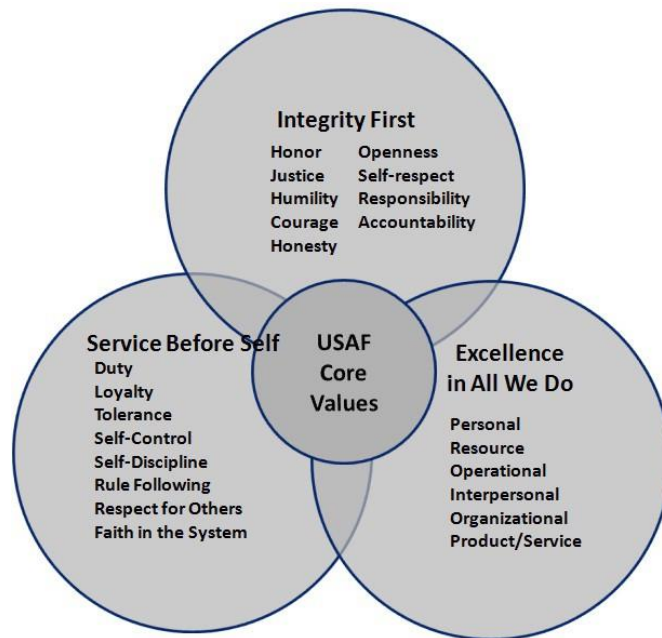 Integrity First
Honor Openness
Justice Self-respect
Humility Responsibility
Courage Accountability
Honesty
Service Before Self
Duty
Loyalty
Tolerance
Self-Control
Self-Discipline
Rule Following
Respect for Others
Faith in the System
USAF
Core
Values
Excellence
in All We Do
Personal
Resource
Operational
Interpersonal
Organizational
Product/Service